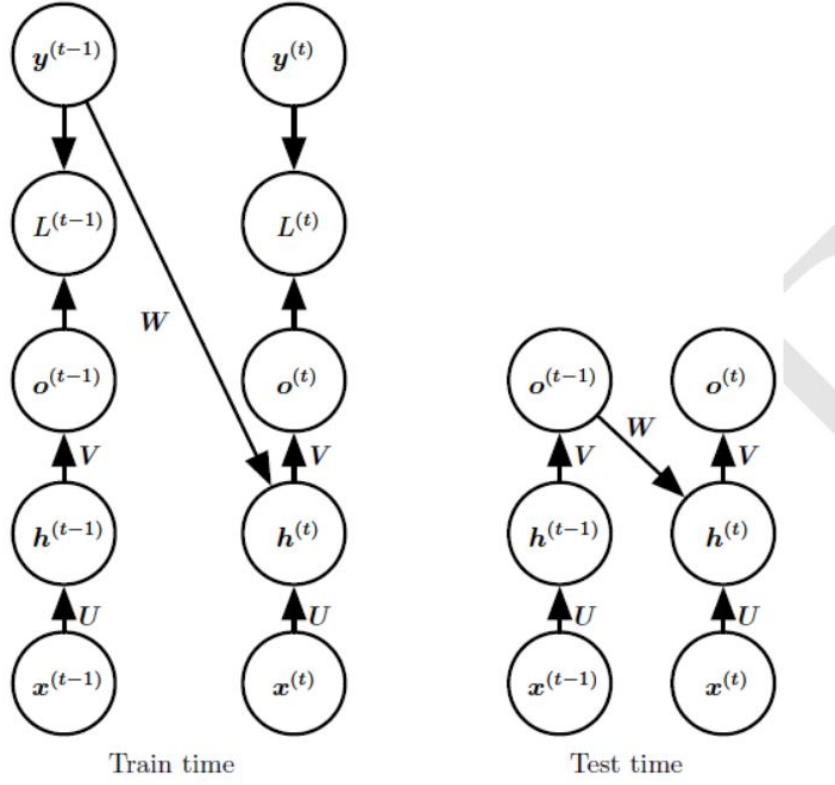 y^(t−1) y^(t)
L^(t−1) L^(t)
W
o^(t−1) o^(t) o^(t−1) o^(t)
W
V V V V
h^(t−1) h^(t) h^(t−1) h^(t)
U U U U
x^(t−1) x^(t) x^(t−1) x^(t)
Train time Test time